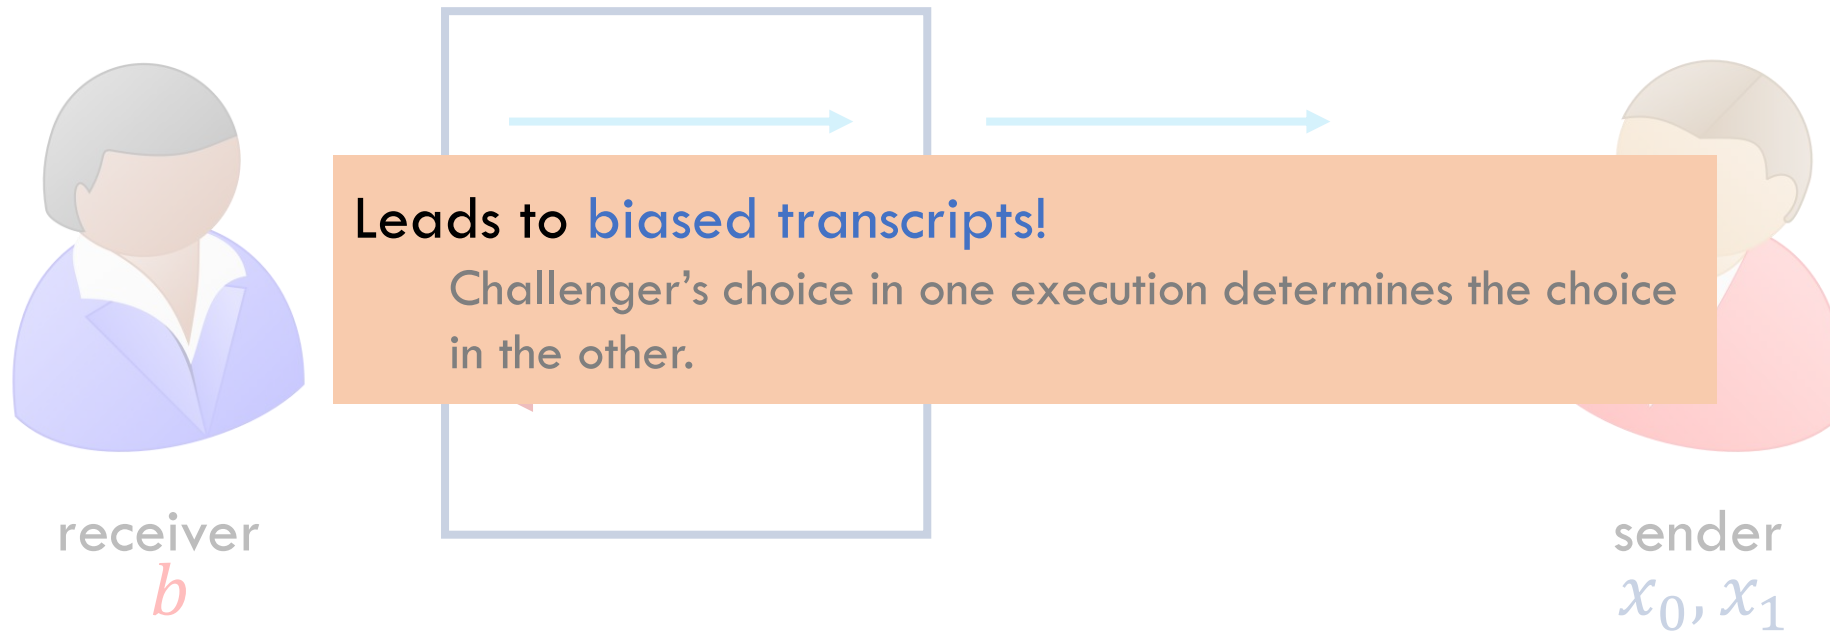 Leads to biased transcripts!
Challenger’s choice in one execution determines the choice
in the other.
receiver
b
sender
x₀, x₁